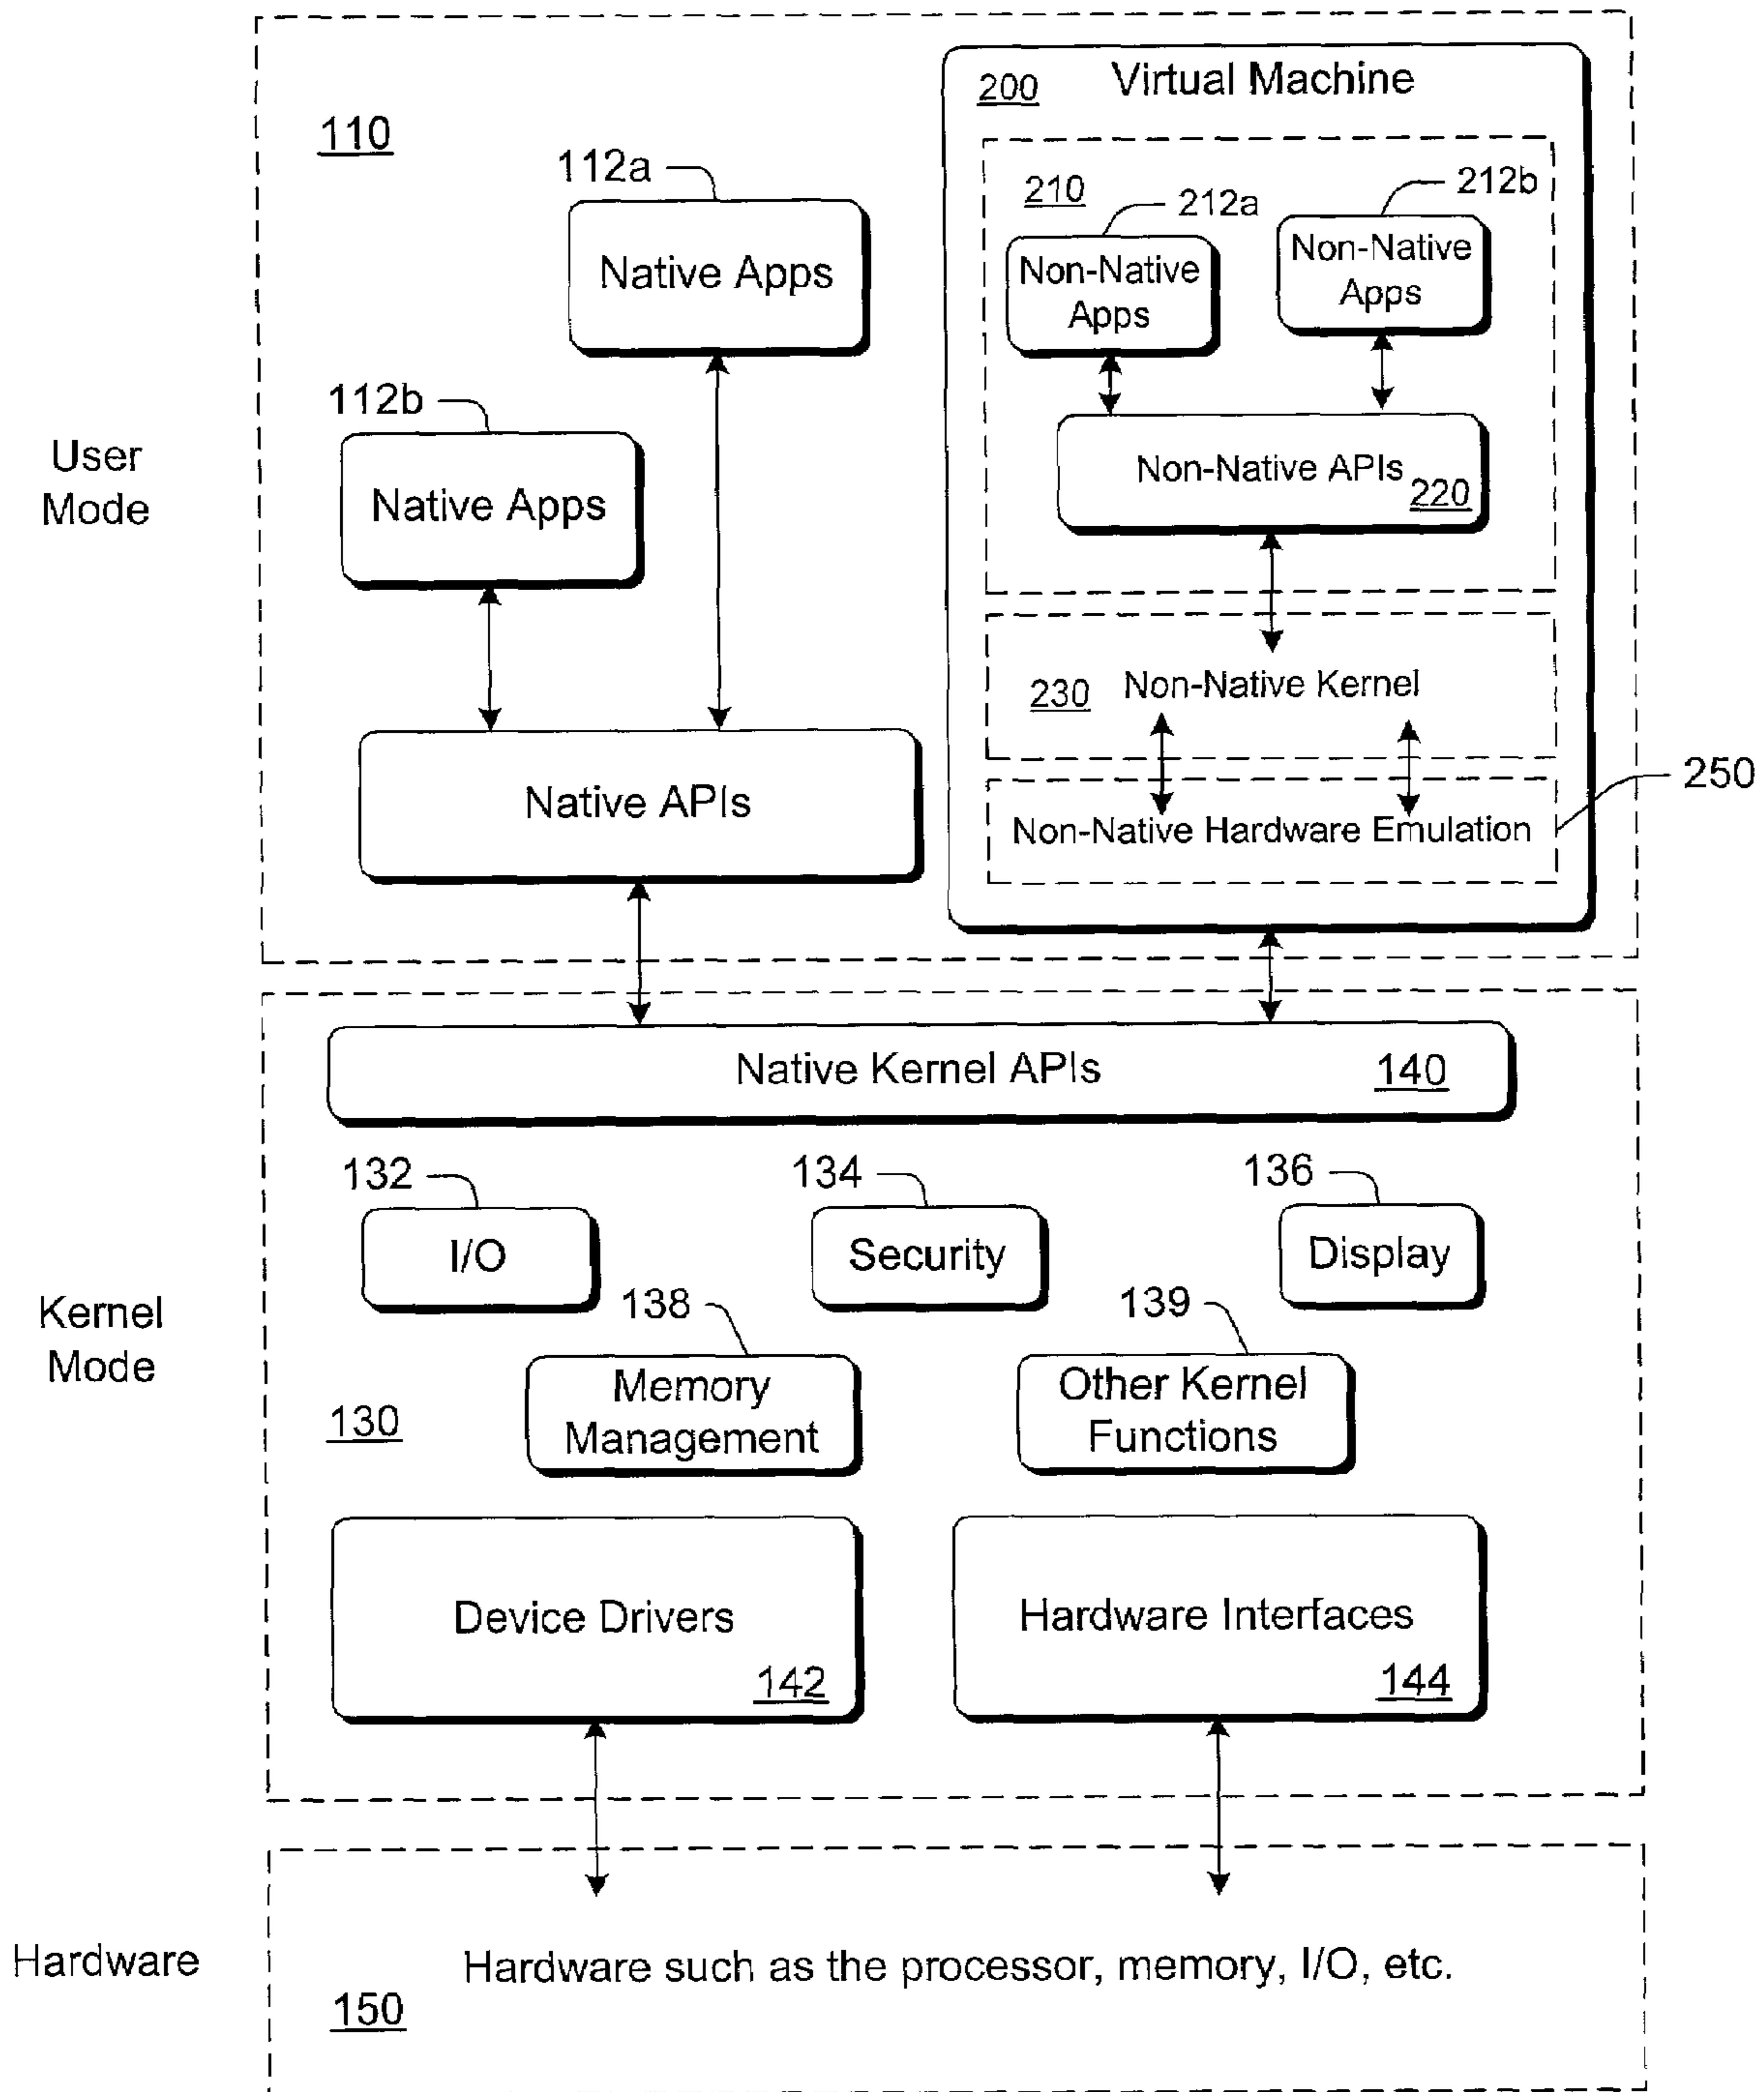 110
200
Virtual Machine
112a
Native Apps
210
212a
212b
Non-Native
Apps
Non-Native
Apps
112b
Native Apps
User
Mode
Non-Native APIs
220
230
Non-Native Kernel
250
Native APIs
Non-Native Hardware Emulation
Native Kernel APIs
140
132
I/O
134
Security
136
Display
Kernel
Mode
138
Memory
Management
139
Other Kernel
Functions
130
Device Drivers
142
Hardware Interfaces
144
Hardware
Hardware such as the processor, memory, I/O, etc.
150